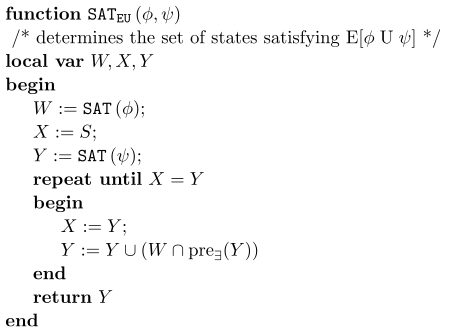 function SAT_EU (ϕ, ψ)
/* determines the set of states satisfying E[ϕ U ψ] */
local var W, X, Y
begin
W := SAT (ϕ);
X := S;
Y := SAT (ψ);
repeat until X = Y
begin
X := Y;
Y := Y ∪ (W ∩ pre∃(Y))
end
return Y
end